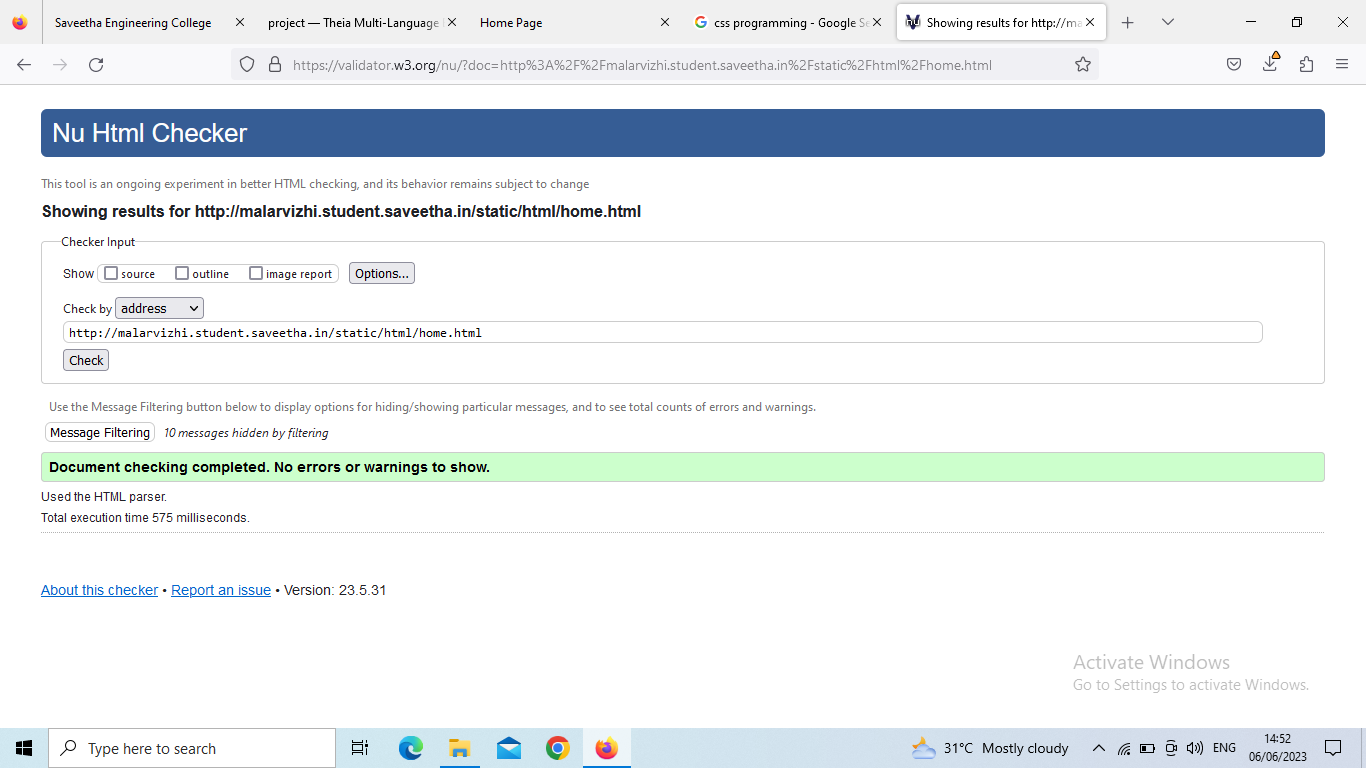 Saveetha Engineering College
project — Theia Multi-Language
Home Page
css programming - Google Se
Showing results for http://ma
https://validator.w3.org/nu/?doc=http%3A%2F%2Fmalarvizhi.student.saveetha.in%2Fstatic%2Fhtml%2Fhome.html
Nu Html Checker
This tool is an ongoing experiment in better HTML checking, and its behavior remains subject to change
Showing results for http://malarvizhi.student.saveetha.in/static/html/home.html
Checker Input
Show source outline image report Options...
Check by address
http://malarvizhi.student.saveetha.in/static/html/home.html
Check
Use the Message Filtering button below to display options for hiding/showing particular messages, and to see total counts of errors and warnings.
Message Filtering 10 messages hidden by filtering
Document checking completed. No errors or warnings to show.
Used the HTML parser.
Total execution time 575 milliseconds.
About this checker • Report an issue • Version: 23.5.31
Activate Windows
Go to Settings to activate Windows.
Type here to search
31°C Mostly cloudy
ENG
14:52
06/06/2023